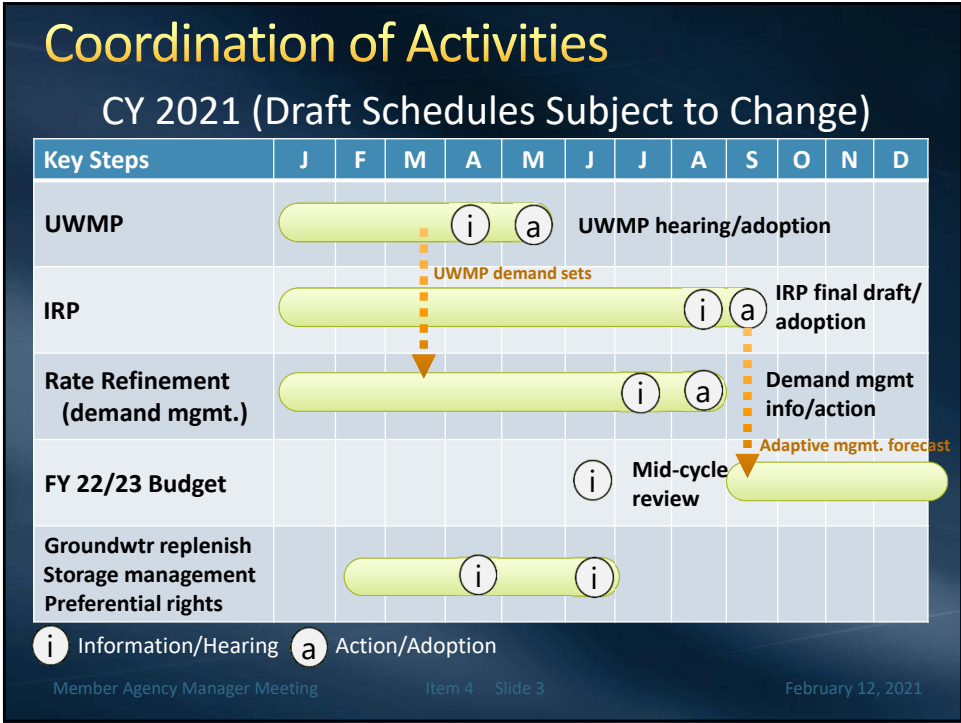 Coordination of Activities
CY 2021 (Draft Schedules Subject to Change)
Key Steps J F M A M J J A S O N D
UWMP i a UWMP hearing/adoption
UWMP demand sets
IRP i a IRP final draft/
adoption
Rate Refinement
(demand mgmt.) i a Demand mgmt
info/action
Adaptive mgmt. forecast
FY 22/23 Budget i Mid-cycle
review
Groundwtr replenish
Storage management i i
Preferential rights
i Information/Hearing a Action/Adoption
Member Agency Manager Meeting Item 4 Slide 3 February 12, 2021